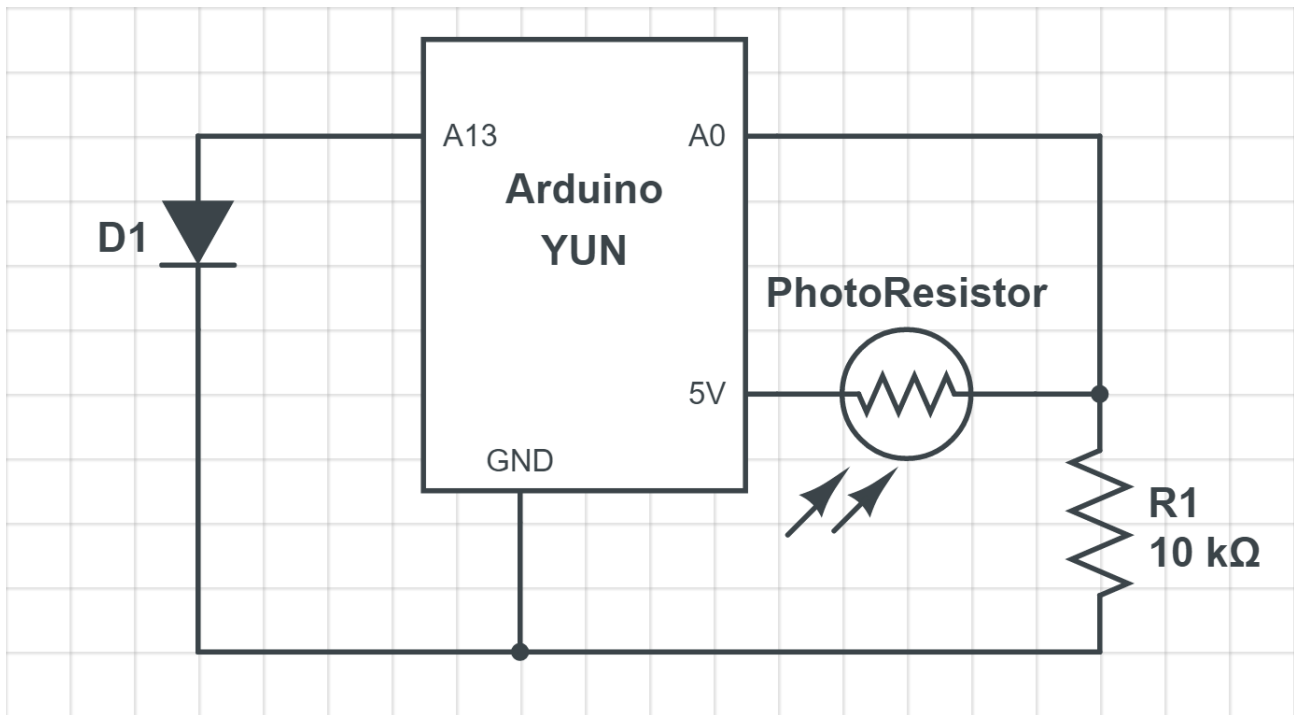 A13
A0
Arduino
YUN
D1
PhotoResistor
5V
GND
R1
10 kΩ